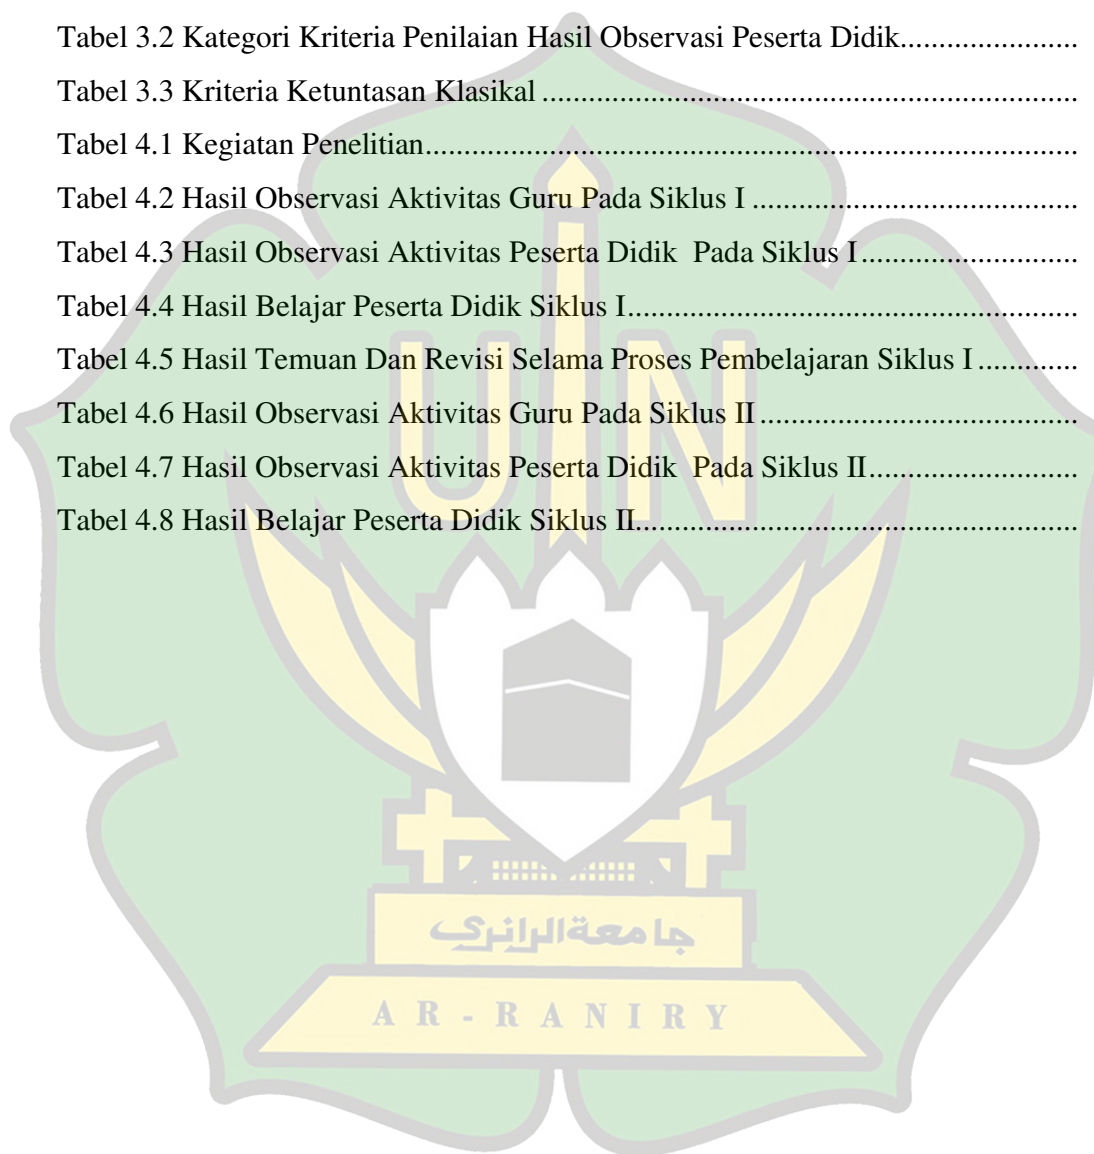 Tabel 3.2 Kategori Kriteria Penilaian Hasil Observasi Peserta Didik......................
Tabel 3.3 Kriteria Ketuntasan Klasikal ..................................................................
Tabel 4.1 Kegiatan Penelitian................................................................................
Tabel 4.2 Hasil Observasi Aktivitas Guru Pada Siklus I ........................................
Tabel 4.3 Hasil Observasi Aktivitas Peserta Didik  Pada Siklus I...........................
Tabel 4.4 Hasil Belajar Peserta Didik Siklus I........................................................
Tabel 4.5 Hasil Temuan Dan Revisi Selama Proses Pembelajaran Siklus I .............
Tabel 4.6 Hasil Observasi Aktivitas Guru Pada Siklus II.......................................
Tabel 4.7 Hasil Observasi Aktivitas Peserta Didik  Pada Siklus II..........................
Tabel 4.8 Hasil Belajar Peserta Didik Siklus II.......................................................
UIN
جامعةالرانري
AR-RANIRY